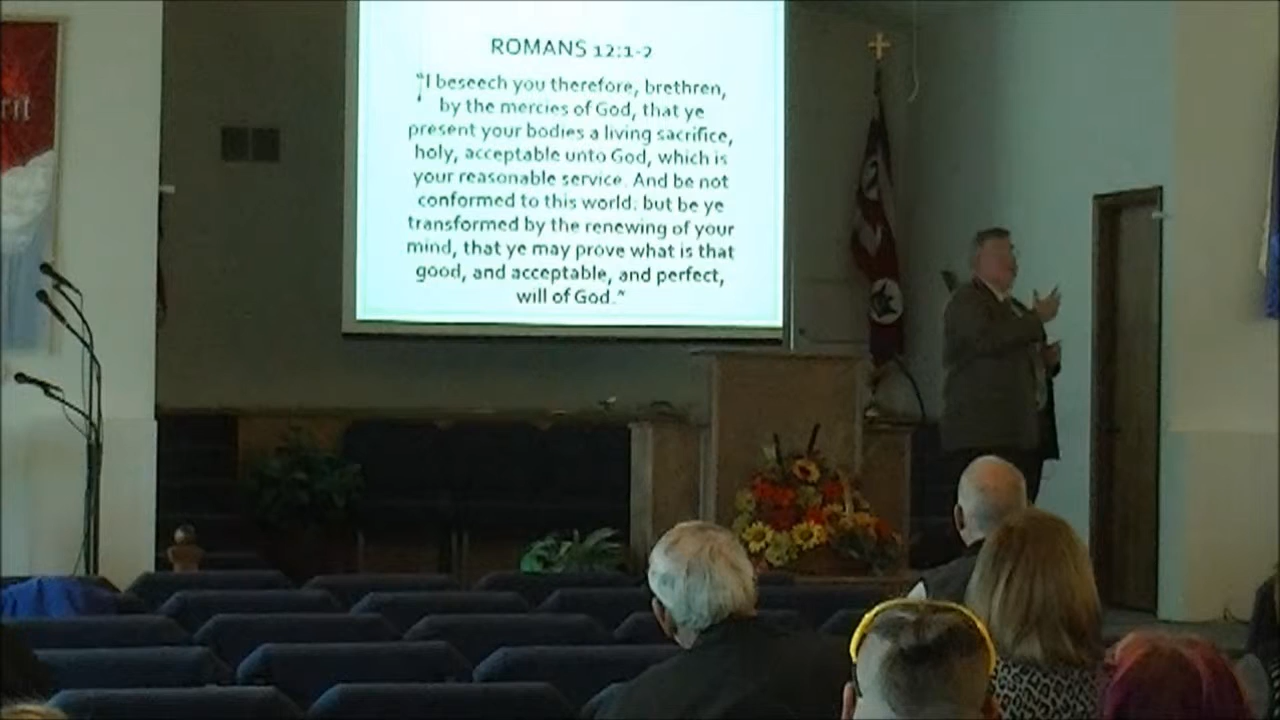 ROMANS 12:1-2
"I beseech you therefore, brethren,
by the mercies of God, that ye
present your bodies a living sacrifice,
holy, acceptable unto God, which is
your reasonable service. And be not
conformed to this world: but be ye
transformed by the renewing of your
mind, that ye may prove what is that
good, and acceptable, and perfect,
will of God."